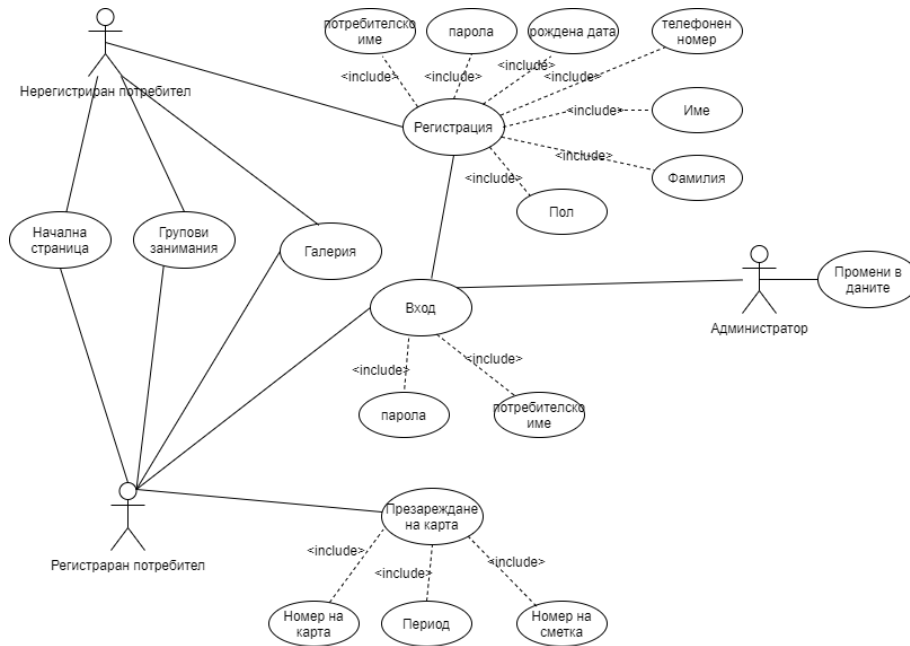 потребителско
име
парола
рождена дата
телефонен
номер
<include>
<include>
<include>
<include>
Нерегистриран потребител
Регистрация
<include>
Име
<include>
Фамилия
<include>
Пол
Начална
страница
Групови
занимания
Галерия
Промени в
даните
Вход
Администратор
<include>
<include>
парола
потребителско
име
Презареждане
на карта
Регистраран потребител
<include>
<include>
<include>
Номер на
карта
Период
Номер на
сметка